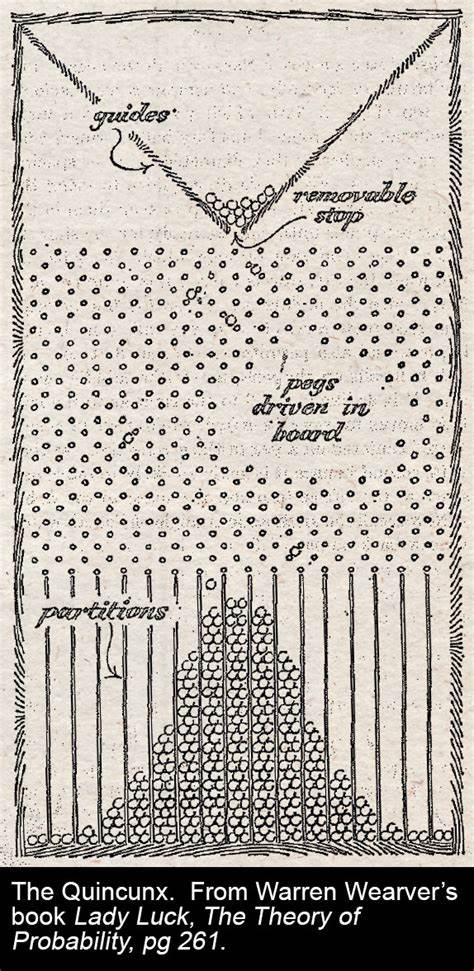 guides
removable
stop
pegs
driven in
board
partitions
The Quincunx.  From Warren Wearver's
book Lady Luck, The Theory of
Probability, pg 261.